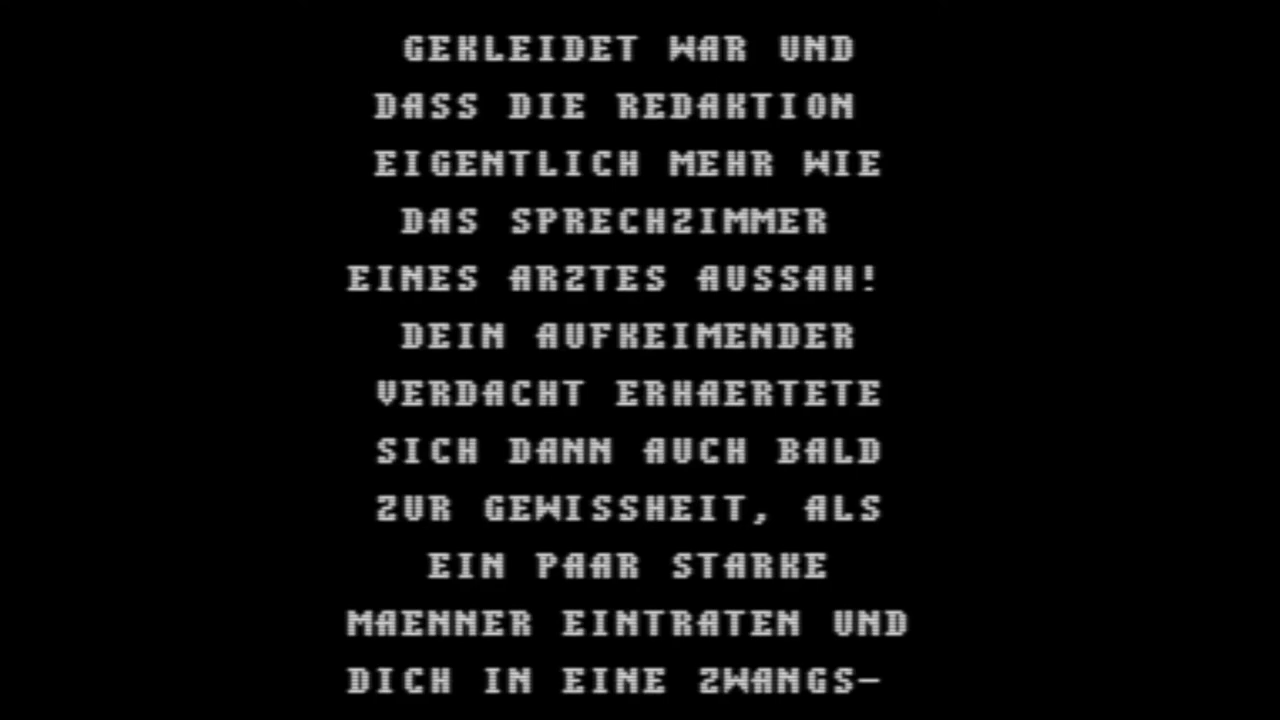 GEKLEIDET WAR UND
DASS DIE REDAKTION
EIGENTLICH MEHR WIE
DAS SPRECHZIMMER
EINES ARZTES AUSSAH!
DEIN AUFKEIMENDER
VERDACHT ERHAERTETE
SICH DANN AUCH BALD
ZUR GEWISSHEIT, ALS
EIN PAAR STARKE
MAENNER EINTRATEN UND
DICH IN EINE ZWANGS-